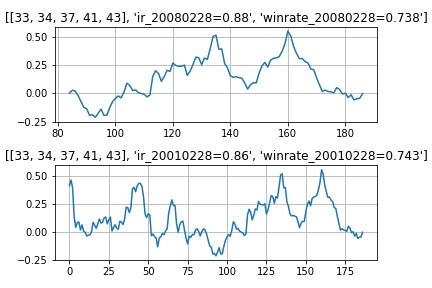 [[33, 34, 37, 41, 43], 'ir_20080228=0.88', 'winrate_20080228=0.738']
0.50
0.25
0.00
−0.25
80 100 120 140 160 180
[[33, 34, 37, 41, 43], 'ir_20010228=0.86', 'winrate_20010228=0.743']
0.50
0.25
0.00
−0.25
0 25 50 75 100 125 150 175